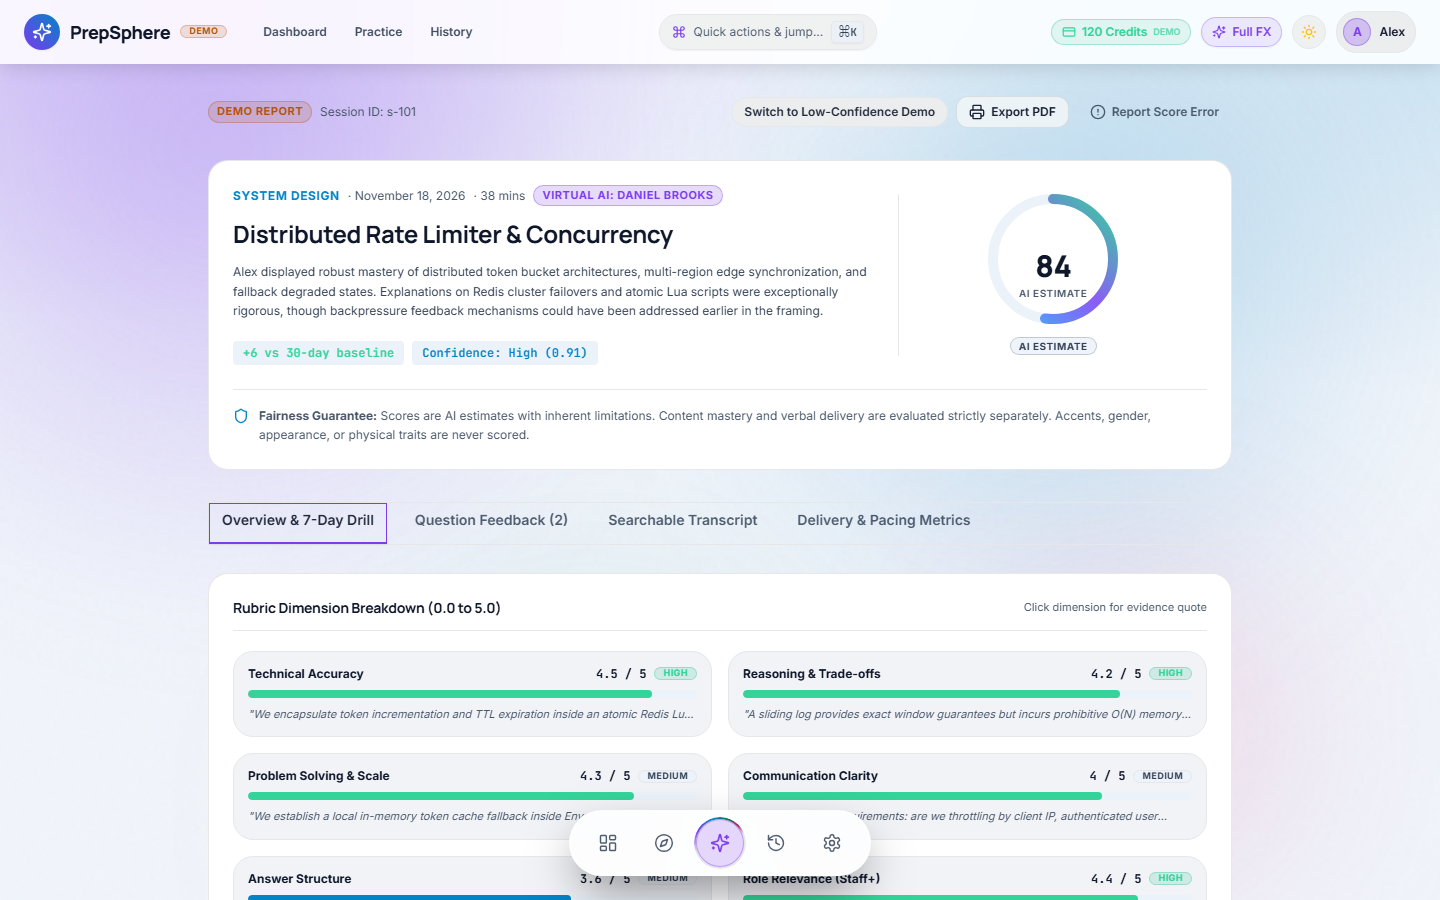 PrepSphere DEMO Dashboard Practice History Quick actions & jump... ⌘K 120 Credits DEMO Full FX A Alex
DEMO REPORT Session ID: s-101 Switch to Low-Confidence Demo Export PDF Report Score Error
SYSTEM DESIGN · November 18, 2026 · 38 mins VIRTUAL AI: DANIEL BROOKS
Distributed Rate Limiter & Concurrency
Alex displayed robust mastery of distributed token bucket architectures, multi-region edge synchronization, and
fallback degraded states. Explanations on Redis cluster failovers and atomic Lua scripts were exceptionally
rigorous, though backpressure feedback mechanisms could have been addressed earlier in the framing.
+6 vs 30-day baseline Confidence: High (0.91)
84
AI ESTIMATE
AI ESTIMATE
Fairness Guarantee: Scores are AI estimates with inherent limitations. Content mastery and verbal delivery are evaluated strictly separately. Accents, gender,
appearance, or physical traits are never scored.
Overview & 7-Day Drill Question Feedback (2) Searchable Transcript Delivery & Pacing Metrics
Rubric Dimension Breakdown (0.0 to 5.0) Click dimension for evidence quote
Technical Accuracy 4.5 / 5 HIGH
"We encapsulate token incrementation and TTL expiration inside an atomic Redis Lu...
Reasoning & Trade-offs 4.2 / 5 HIGH
"A sliding log provides exact window guarantees but incurs prohibitive O(N) memory...
Problem Solving & Scale 4.3 / 5 MEDIUM
"We establish a local in-memory token cache fallback inside
Communication Clarity 4 / 5 MEDIUM
are we throttling by client IP, authenticated user...
Answer Structure 3.6 / 5 MEDIUM
Role Relevance (Staff+) 4.4 / 5 HIGH